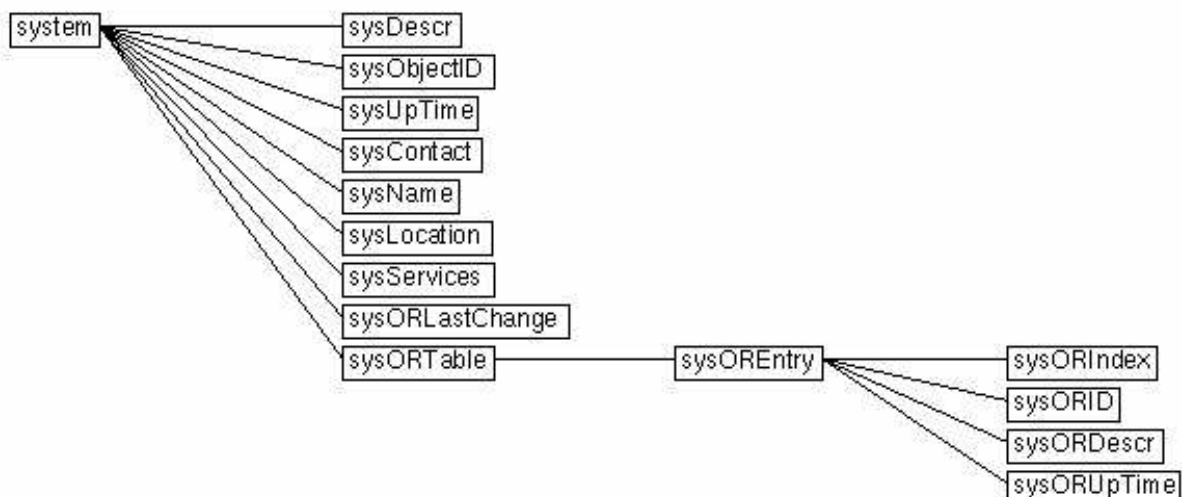 system
sysDescr
sysObjectID
sysUpTime
sysContact
sysName
sysLocation
sysServices
sysORLastChange
sysORTable
sysOREntry
sysORIndex
sysORID
sysORDescr
sysORUpTime